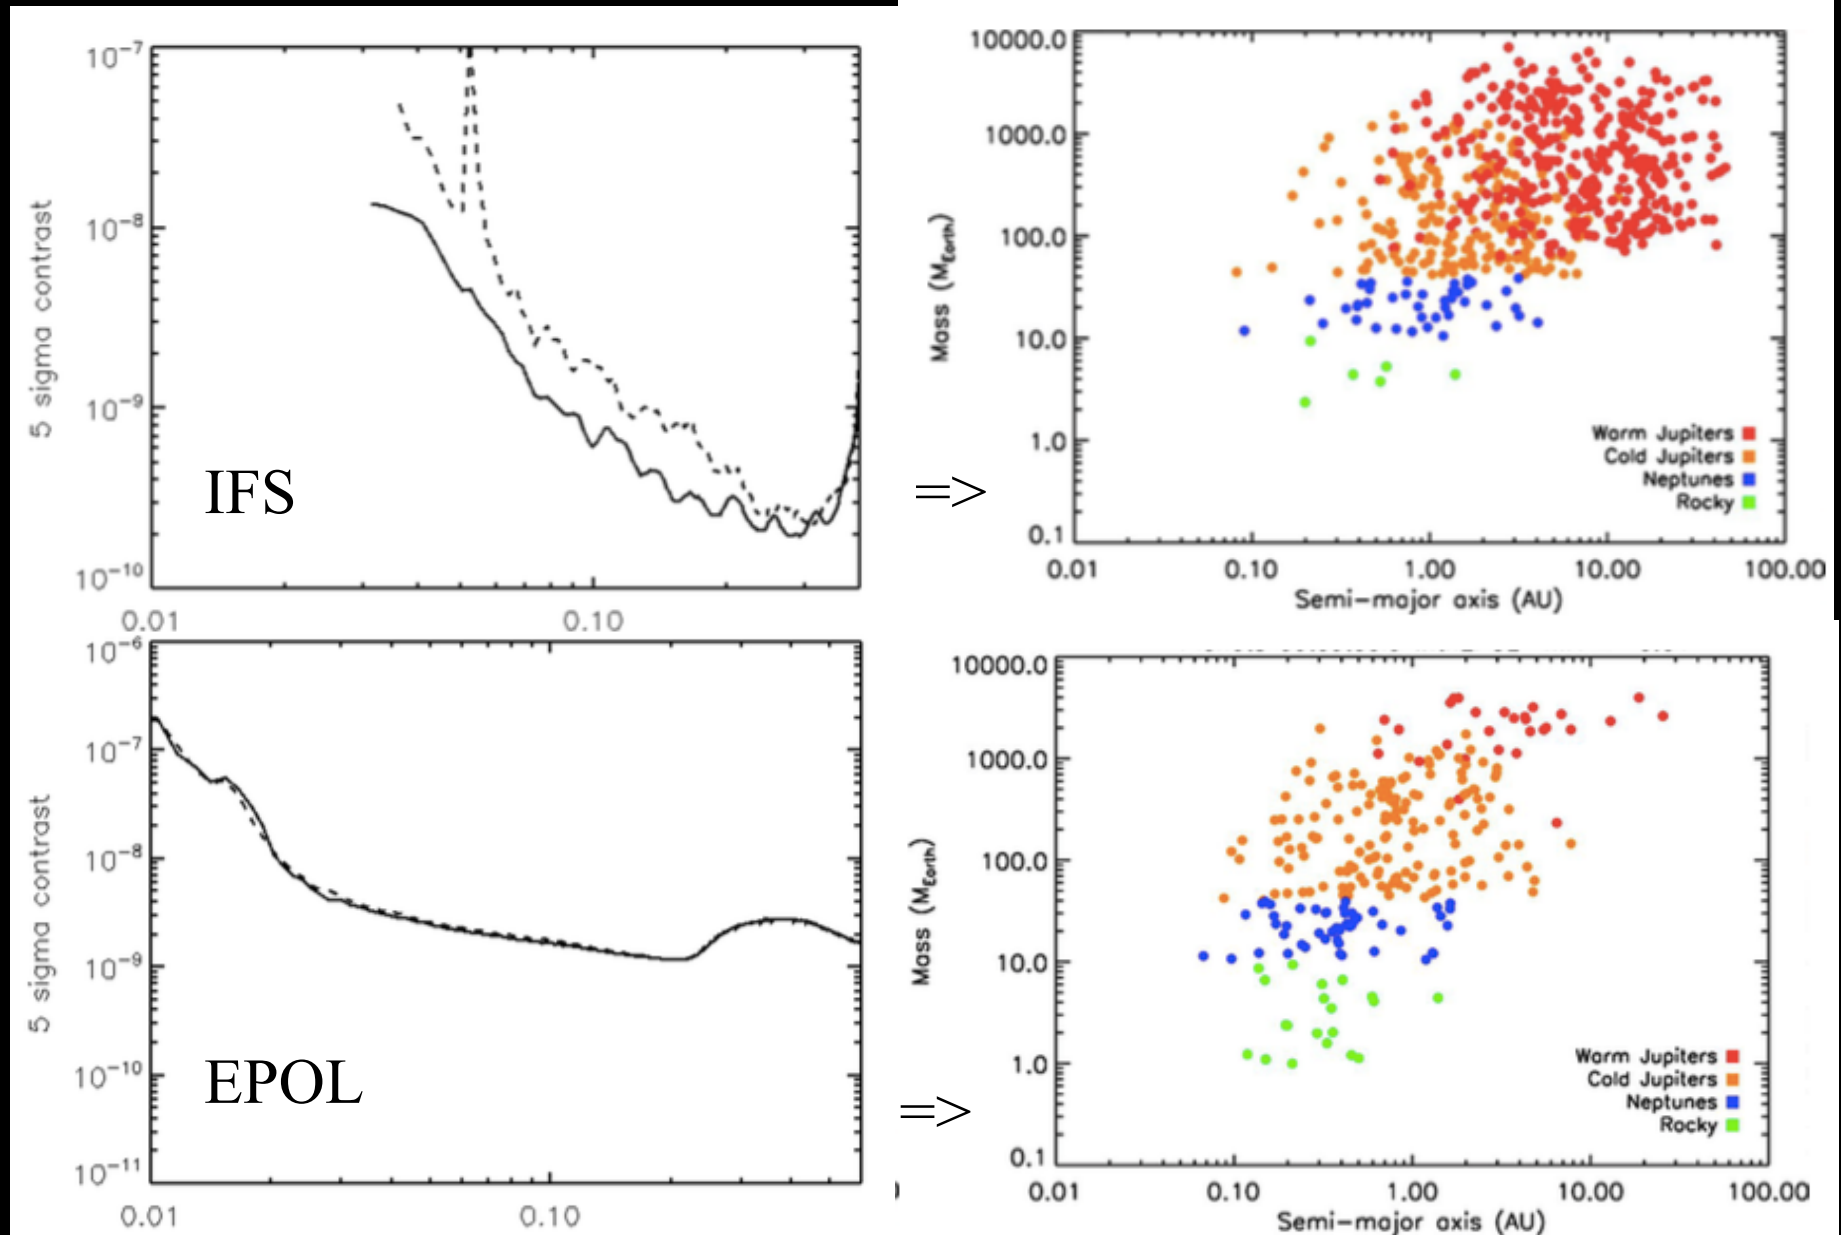 10⁻⁷
10⁻⁸
10⁻⁹
10⁻¹⁰
5 sigma contrast
IFS
0.01
0.10
=>
10000.0
1000.0
100.0
10.0
1.0
0.1
Mass (M_Earth)
Warm Jupiters
Cold Jupiters
Neptunes
Rocky
0.01
0.10
1.00
10.00
100.00
Semi-major axis (AU)
10⁻⁶
10⁻⁷
10⁻⁸
10⁻⁹
10⁻¹⁰
10⁻¹¹
5 sigma contrast
EPOL
0.01
0.10
=>
10000.0
1000.0
100.0
10.0
1.0
0.1
Mass (M_Earth)
Warm Jupiters
Cold Jupiters
Neptunes
Rocky
0.01
0.10
1.00
10.00
100.00
Semi-major axis (AU)